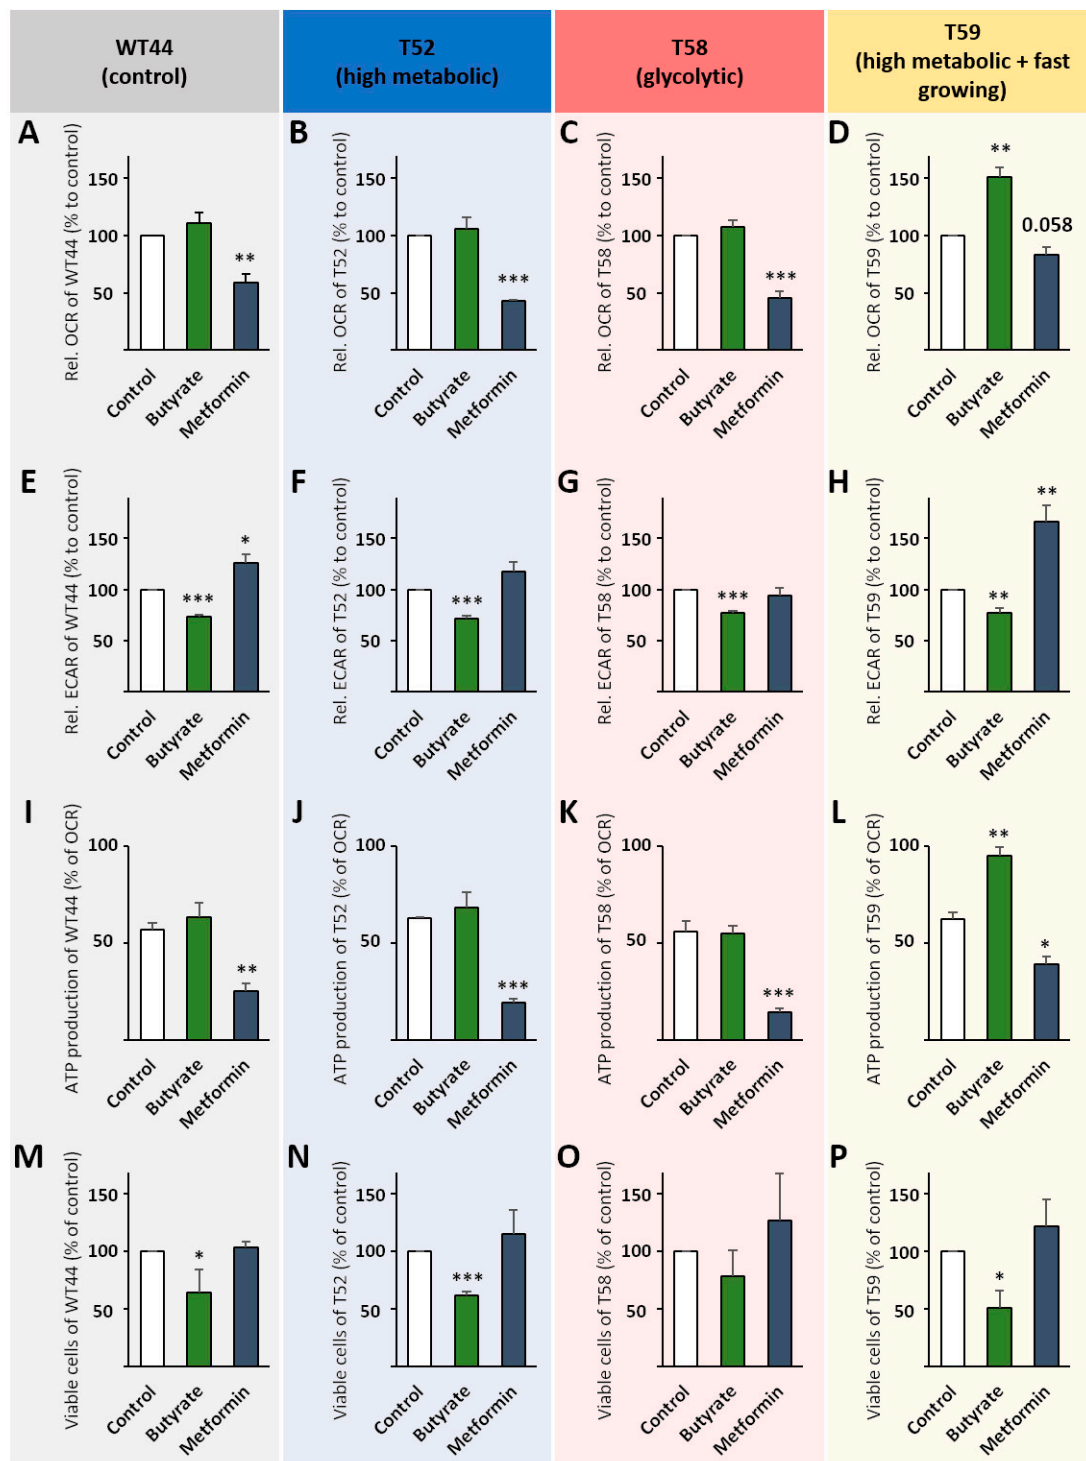 WT44
(control)
T52
(high metabolic)
T58
(glycolytic)
T59
(high metabolic + fast
growing)
A
Rel. OCR of WT44 (% to control)
150
100
50
**
Control
Butyrate
Metformin
B
Rel. OCR of T52 (% to control)
150
100
50
***
Control
Butyrate
Metformin
C
Rel. OCR of T58 (% to control)
150
100
50
***
Control
Butyrate
Metformin
D
Rel. OCR of T59 (% to control)
150
100
50
**
0.058
Control
Butyrate
Metformin
E
Rel. ECAR of WT44 (% to control)
150
100
50
***
*
Control
Butyrate
Metformin
F
Rel. ECAR of T52 (% to control)
150
100
50
***
Control
Butyrate
Metformin
G
Rel. ECAR of T58 (% to control)
150
100
50
***
Control
Butyrate
Metformin
H
Rel. ECAR of T59 (% to control)
150
100
50
**
**
Control
Butyrate
Metformin
I
ATP production of WT44 (% of OCR)
100
50
**
Control
Butyrate
Metformin
J
ATP production of T52 (% of OCR)
100
50
***
Control
Butyrate
Metformin
K
ATP production of T58 (% of OCR)
100
50
***
Control
Butyrate
Metformin
L
ATP production of T59 (% of OCR)
100
50
**
*
Control
Butyrate
Metformin
M
Viable cells of WT44 (% of control)
150
100
50
*
Control
Butyrate
Metformin
N
Viable cells of T52 (% of control)
150
100
50
***
Control
Butyrate
Metformin
O
Viable cells of T58 (% of control)
150
100
50
Control
Butyrate
Metformin
P
Viable cells of T59 (% of control)
150
100
50
*
Control
Butyrate
Metformin